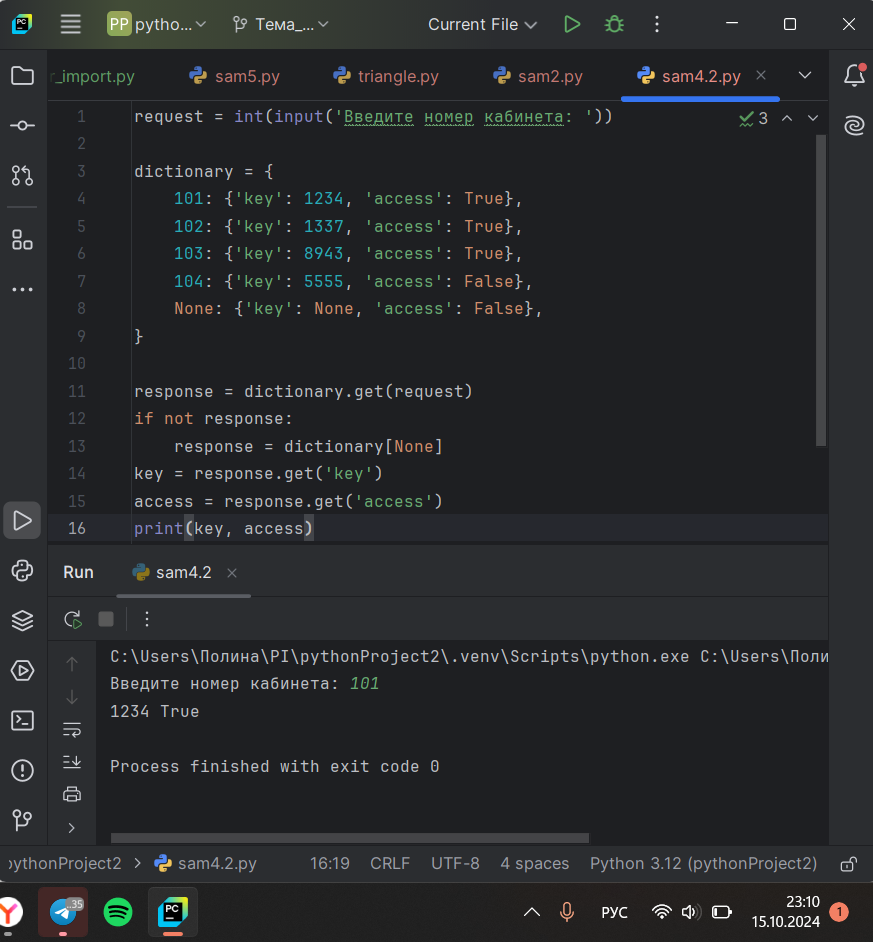 PC PP pytho... Тема_... Current File
_import.py sam5.py triangle.py sam2.py sam4.2.py
1 request = int(input('Введите номер кабинета: ')) 3
2
3 dictionary = {
4     101: {'key': 1234, 'access': True},
5     102: {'key': 1337, 'access': True},
6     103: {'key': 8943, 'access': True},
7     104: {'key': 5555, 'access': False},
8     None: {'key': None, 'access': False},
9 }
10
11 response = dictionary.get(request)
12 if not response:
13     response = dictionary[None]
14 key = response.get('key')
15 access = response.get('access')
16 print(key, access)
Run sam4.2
C:\Users\Полина\PI\pythonProject2\.venv\Scripts\python.exe C:\Users\Поли
Введите номер кабинета: 101
1234 True
Process finished with exit code 0
pythonProject2 > sam4.2.py 16:19 CRLF UTF-8 4 spaces Python 3.12 (pythonProject2)
35 PC РУС 23:10 1
15.10.2024